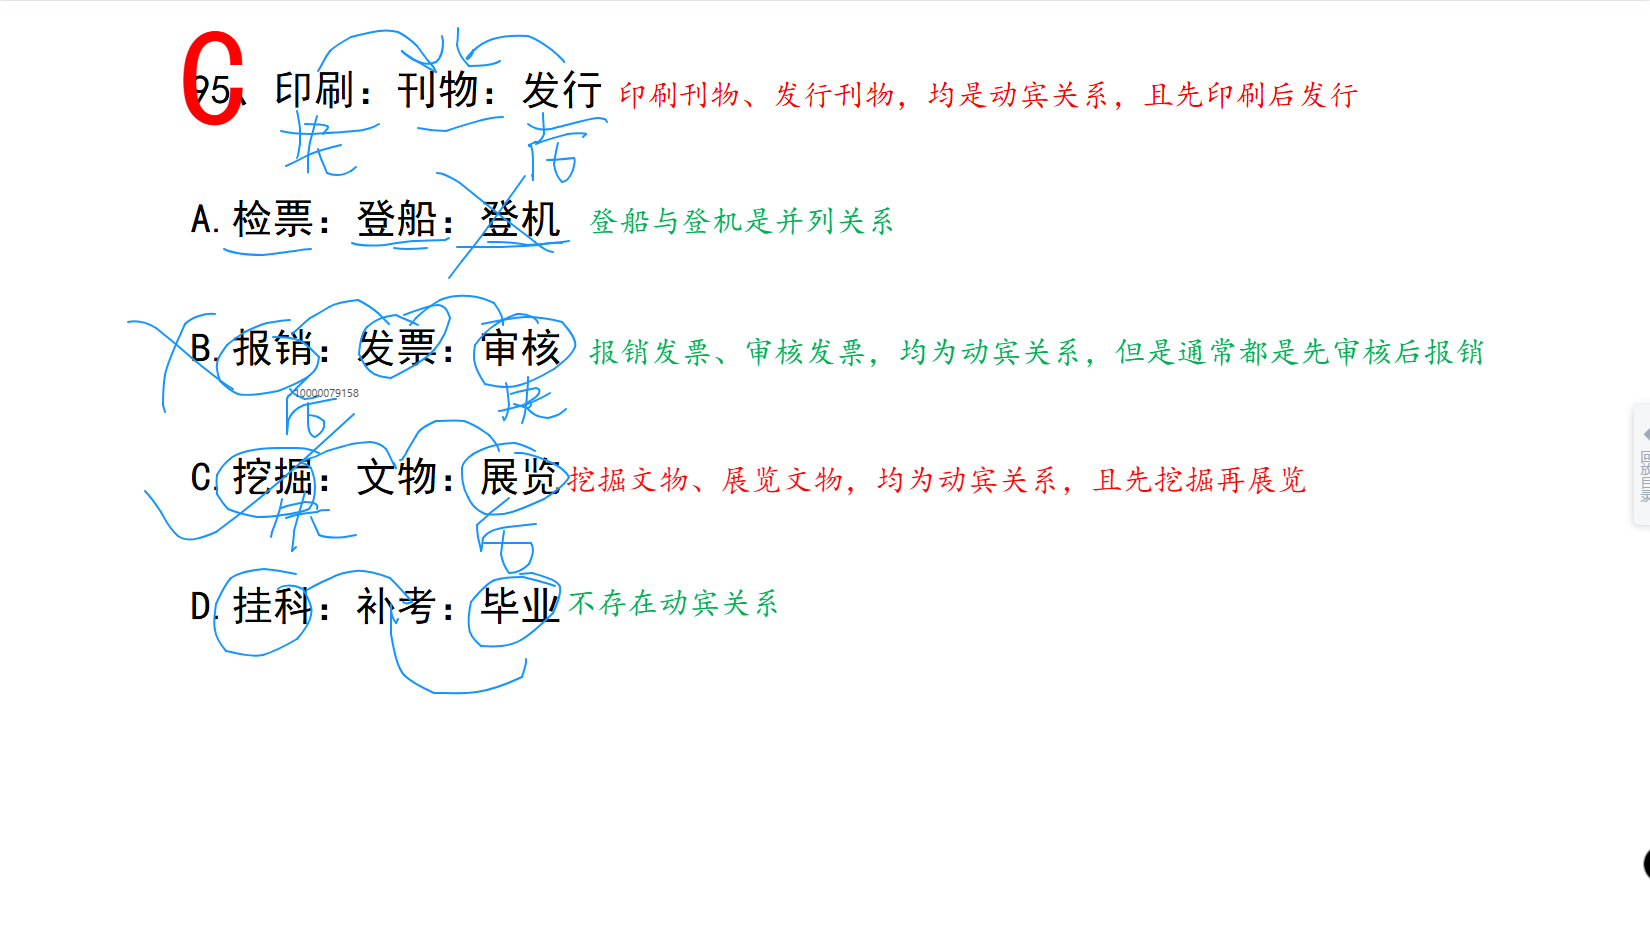 C
95、印刷：刊物：发行 印刷刊物、发行刊物，均是动宾关系，且先印刷后发行
先 后
A.检票：登船：登机 登船与登机是并列关系
B.报销：发票：审核 报销发票、审核发票，均为动宾关系，但是通常都是先审核后报销
10000079158
后 先
C.挖掘：文物：展览 挖掘文物、展览文物，均为动宾关系，且先挖掘再展览
先 后
D.挂科：补考：毕业 不存在动宾关系
回放目录